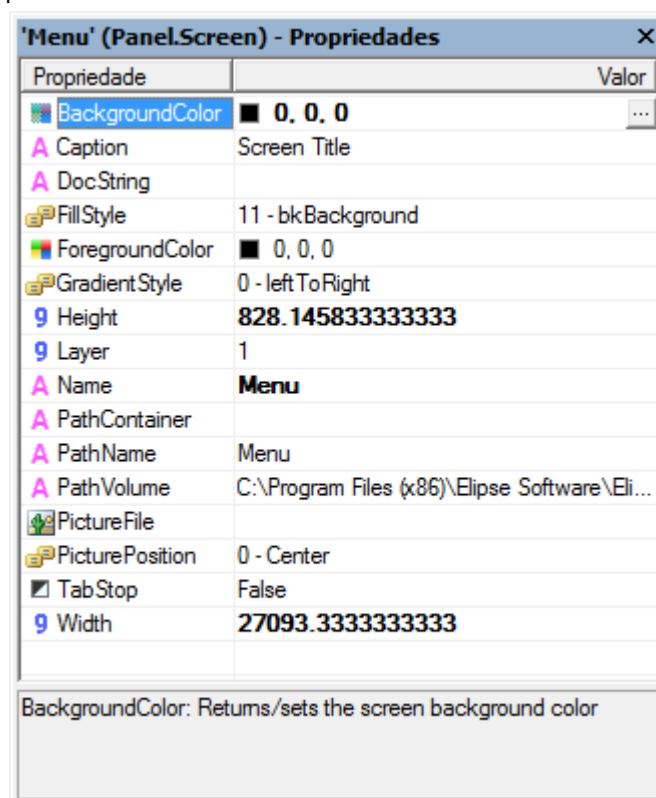 'Menu' (Panel.Screen) - Propriedades
Propriedade Valor
BackgroundColor 0, 0, 0 ...
Caption Screen Title
DocString
FillStyle 11 - bkBackground
ForegroundColor 0, 0, 0
GradientStyle 0 - leftToRight
Height 828.145833333333
Layer 1
Name Menu
PathContainer
PathName Menu
PathVolume C:\Program Files (x86)\Elipse Software\Eli...
PictureFile
PicturePosition 0 - Center
TabStop False
Width 27093.3333333333
BackgroundColor: Returns/sets the screen background color